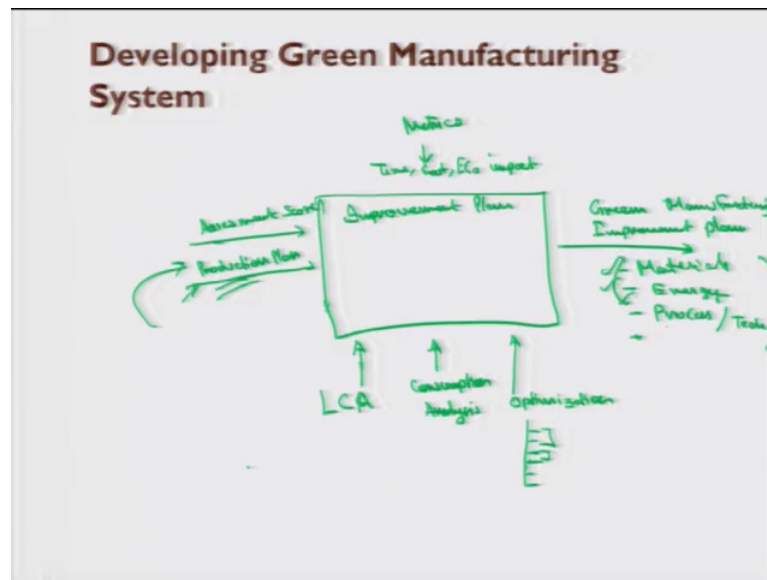 Developing Green Manufacturing
System
Metrics
Time, Cost, Eco impact
Assessment Score
Improvement Plan
Green Manufacturing
Improvement plan
Production Plan
- Materials
- Energy
- Process/Tech
LCA
Consumption
Analysis
Optimization